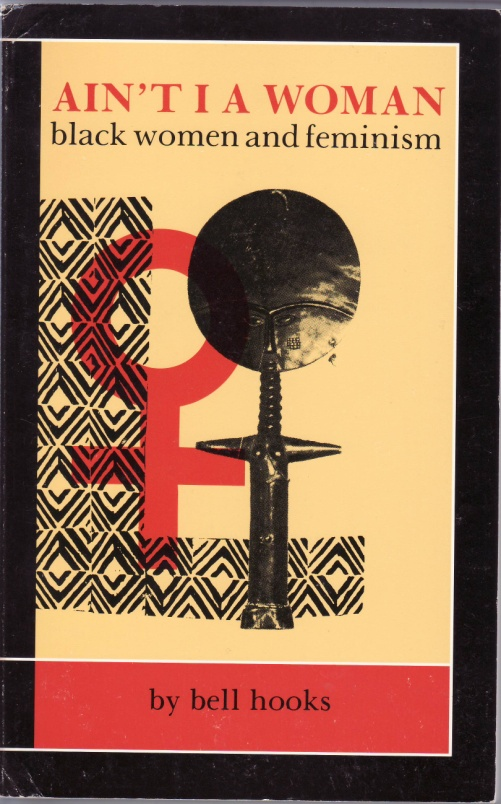 AIN'T I A WOMAN
black women and feminism
by bell hooks